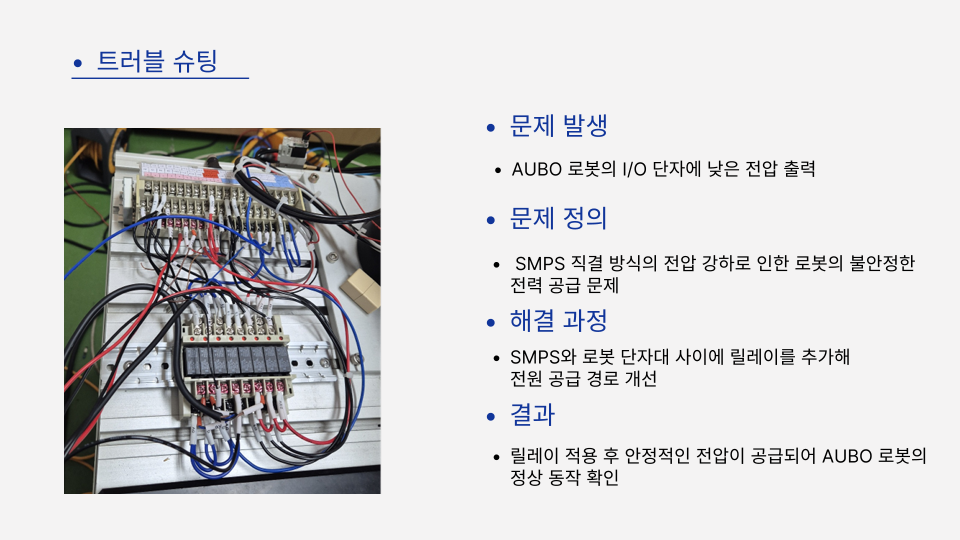 • 트러블 슈팅
• 문제 발생
• AUBO 로봇의 I/O 단자에 낮은 전압 출력
• 문제 정의
• SMPS 직결 방식의 전압 강하로 인한 로봇의 불안정한
전력 공급 문제
• 해결 과정
• SMPS와 로봇 단자대 사이에 릴레이를 추가해
전원 공급 경로 개선
• 결과
• 릴레이 적용 후 안정적인 전압이 공급되어 AUBO 로봇의
정상 동작 확인